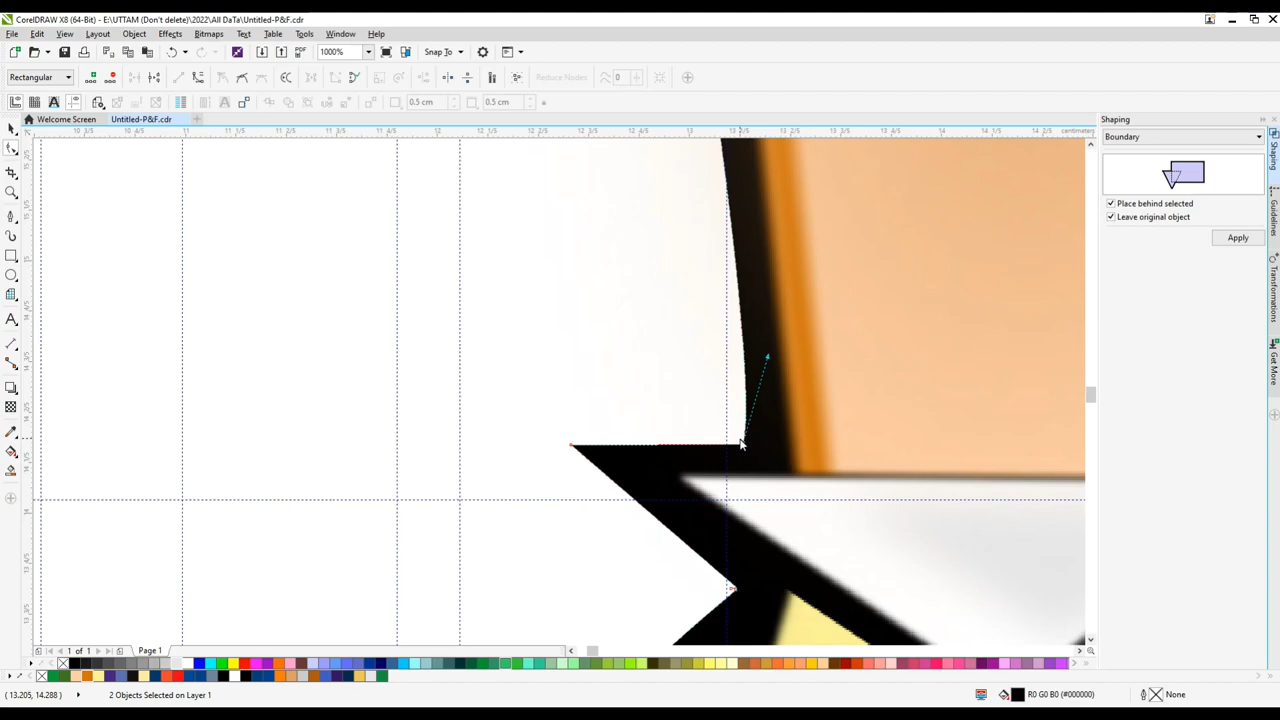 CorelDRAW X8 (64-Bit) - E:\UTTAM (Don't delete)\2022\All DaTa\Untitled-P&F.cdr
File Edit View Layout Object Effects Bitmaps Text Table Tools Window Help
PDF 1000% Snap To
Rectangular Reduce Nodes 0
0.5 cm 0.5 cm
Welcome Screen Untitled-P&F.cdr
centimeters
Shaping
Boundary
Place behind selected
Leave original object
Apply
Shaping
Guidelines
Transformations
Get More
1 of 1 Page 1
(13.205, 14.288) 2 Objects Selected on Layer 1 R0 G0 B0 (#000000) None